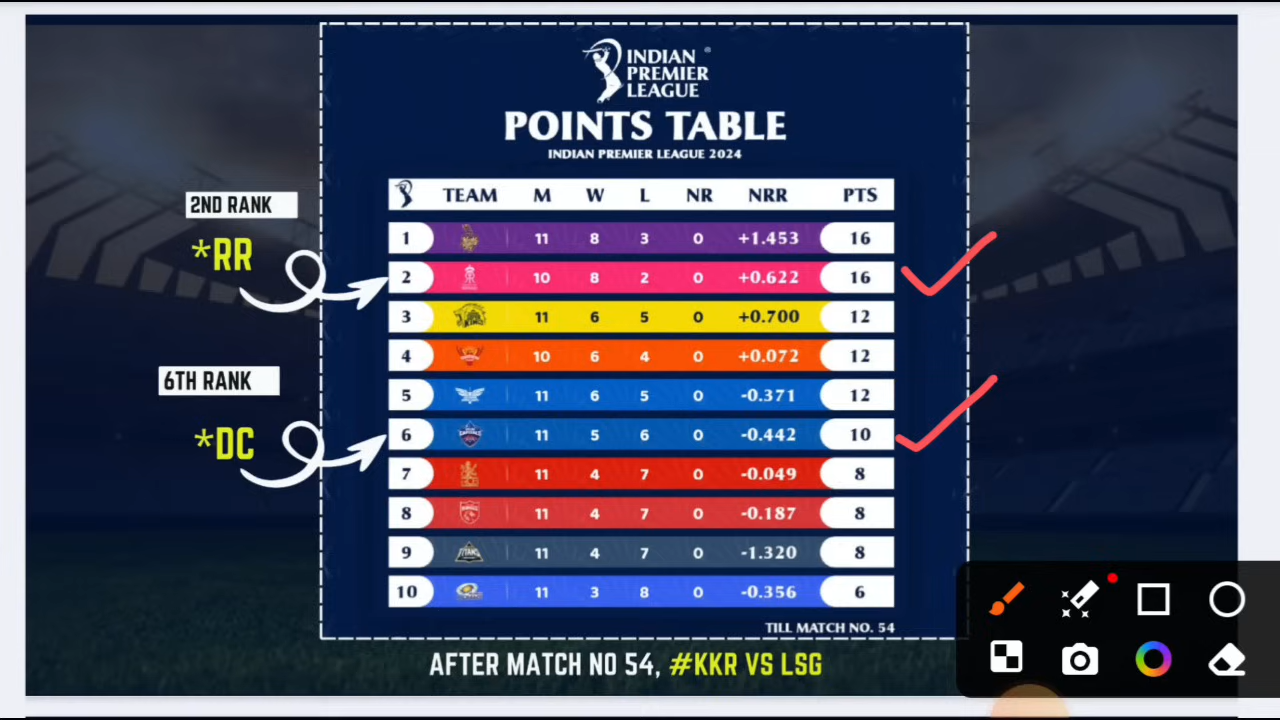 INDIAN
PREMIER
LEAGUE
POINTS TABLE
INDIAN PREMIER LEAGUE 2024
TEAM M W L NR NRR PTS
1 11 8 3 0 +1.453 16
2ND RANK
*RR
2 10 8 2 0 +0.622 16
3 11 6 5 0 +0.700 12
4 10 6 4 0 +0.072 12
6TH RANK
5 11 6 5 0 -0.371 12
*DC
6 11 5 6 0 -0.442 10
7 11 4 7 0 -0.049 8
8 11 4 7 0 -0.187 8
9 TITANS 11 4 7 0 -1.320 8
10 11 3 8 0 -0.356 6
TILL MATCH NO. 54
AFTER MATCH NO 54, #KKR VS LSG